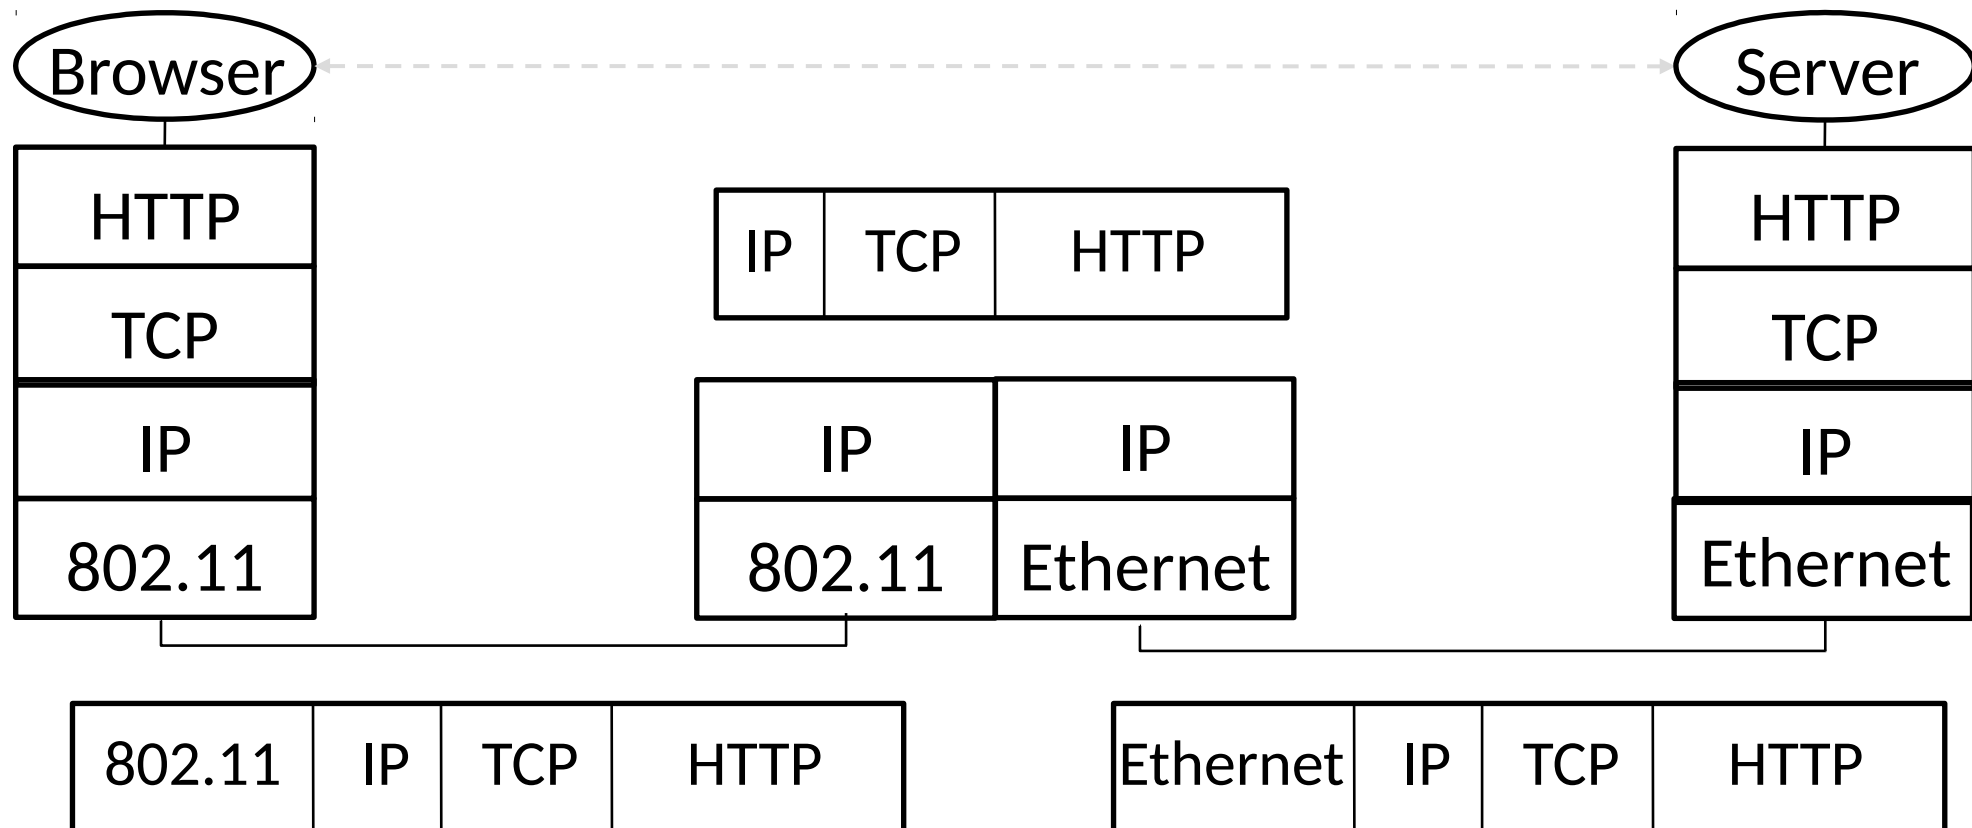 Browser
Server
HTTP
HTTP
IP TCP HTTP
TCP
TCP
IP
IP
IP
IP
802.11
802.11
Ethernet
Ethernet
802.11 IP TCP HTTP
Ethernet IP TCP HTTP